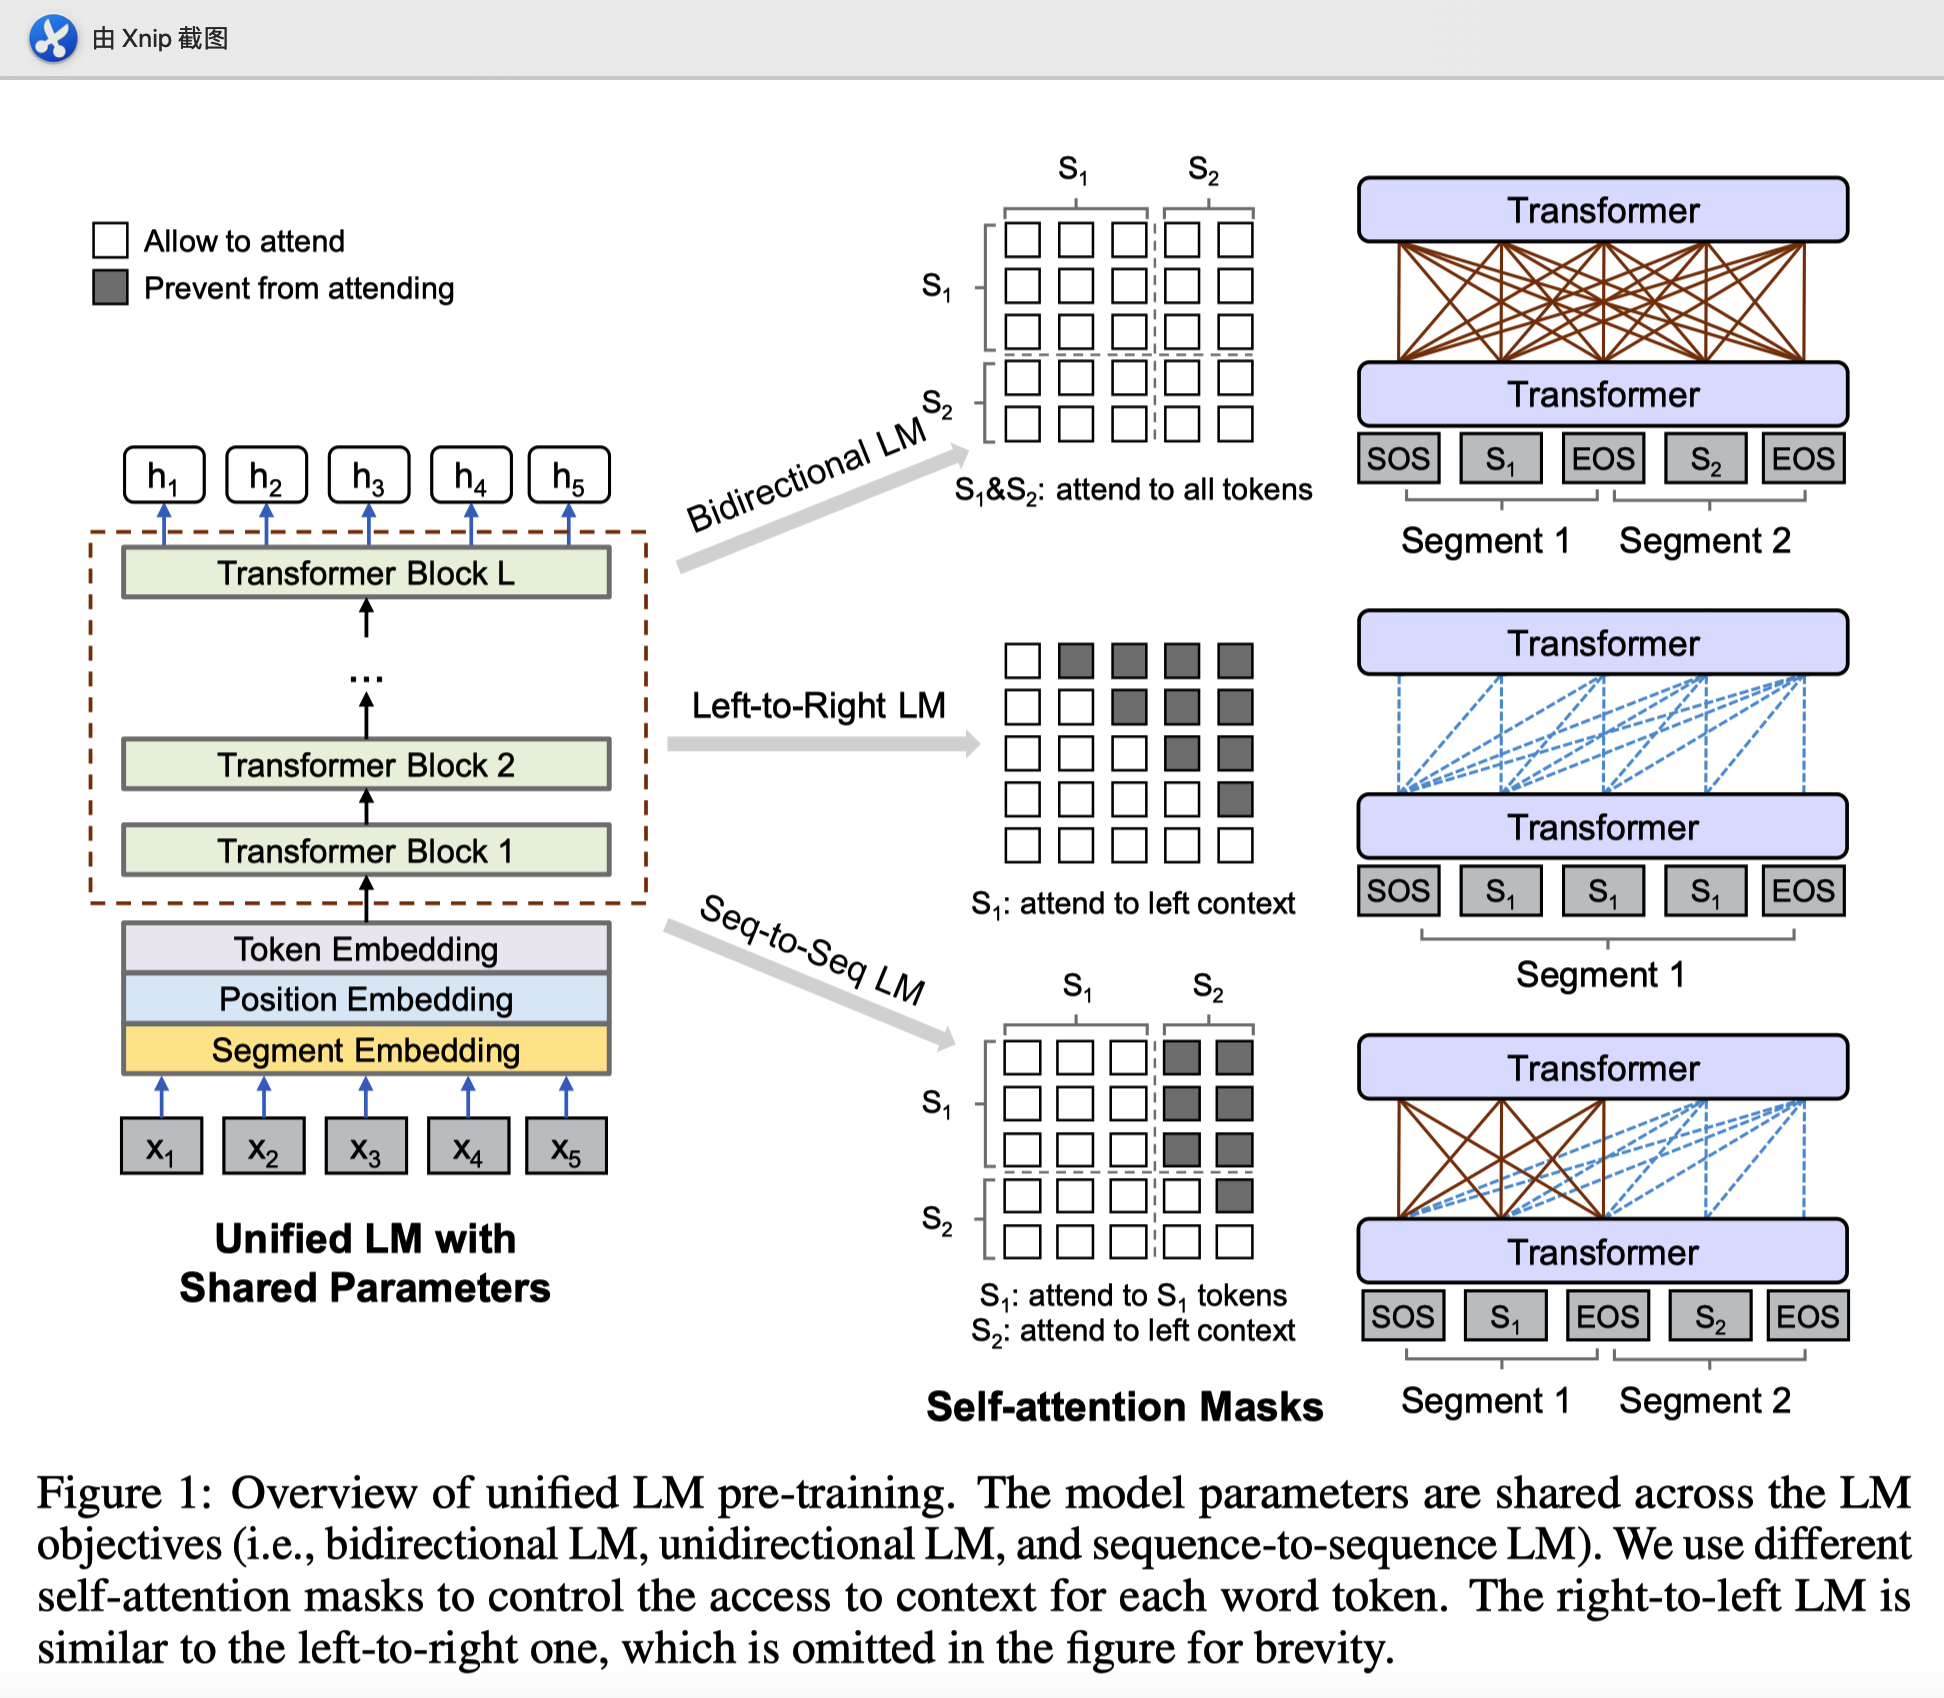 由 Xnip 截图
Allow to attend
Prevent from attending
h1 h2 h3 h4 h5
Transformer Block L
...
Transformer Block 2
Transformer Block 1
Token Embedding
Position Embedding
Segment Embedding
x1 x2 x3 x4 x5
Unified LM with
Shared Parameters
Bidirectional LM
Left-to-Right LM
Seq-to-Seq LM
S1 S2
S1
S2
S1&S2: attend to all tokens
S1: attend to left context
S1 S2
S1
S2
S1: attend to S1 tokens
S2: attend to left context
Self-attention Masks
Transformer
Transformer
SOS S1 EOS S2 EOS
Segment 1 Segment 2
Transformer
Transformer
SOS S1 S1 S1 EOS
Segment 1
Transformer
Transformer
SOS S1 EOS S2 EOS
Segment 1 Segment 2
Figure 1: Overview of unified LM pre-training. The model parameters are shared across the LM
objectives (i.e., bidirectional LM, unidirectional LM, and sequence-to-sequence LM). We use different
self-attention masks to control the access to context for each word token. The right-to-left LM is
similar to the left-to-right one, which is omitted in the figure for brevity.